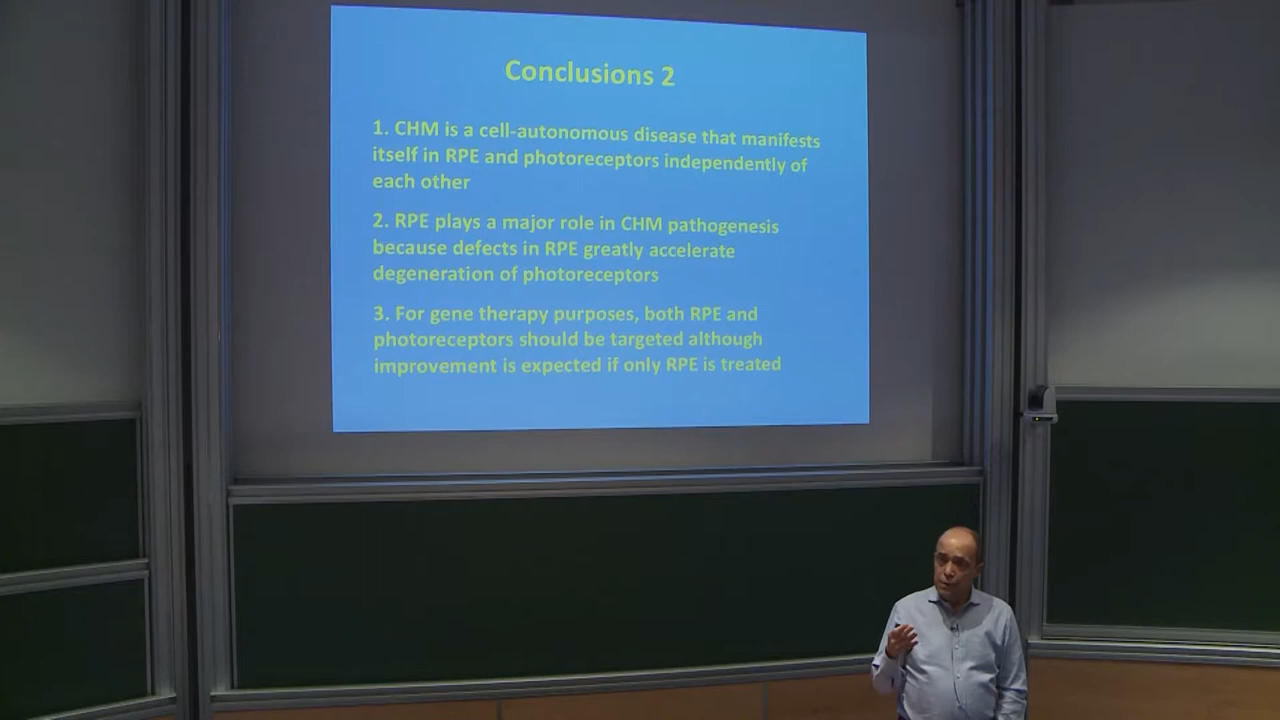 Conclusions 2
1. CHM is a cell-autonomous disease that manifests
itself in RPE and photoreceptors independently of
each other
2. RPE plays a major role in CHM pathogenesis
because defects in RPE greatly accelerate
degeneration of photoreceptors
3. For gene therapy purposes, both RPE and
photoreceptors should be targeted although
improvement is expected if only RPE is treated